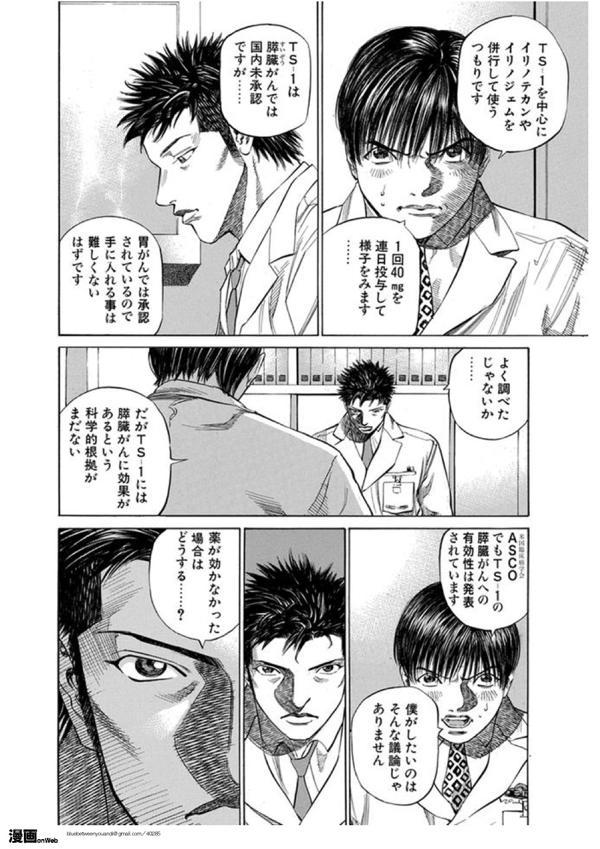 TS-1を中心に
イリノテカンや
イリノジェムを
併行して使う
つもりです
1回40mgを
連日投与して
様子をみます
……
TS-1は
膵臓がんでは
すいぞう
国内未承認
ですが……
胃がんでは承認
されているので
手に入れる事は
難しくない
はずです
よく調べた
じゃないか
だがTS-1には
膵臓がんに効果が
あるという
科学的根拠が
まだない
ASCO
米国臨床腫瘍学会
でもTS-1の
膵臓がんへの
有効性は発表
されています
僕がしたいのは
そんな議論じゃ
ありません
薬が効かなかった
場合は
どうする……?
漫画onWeb
bluebetweenyouandi@gmail.com/40285